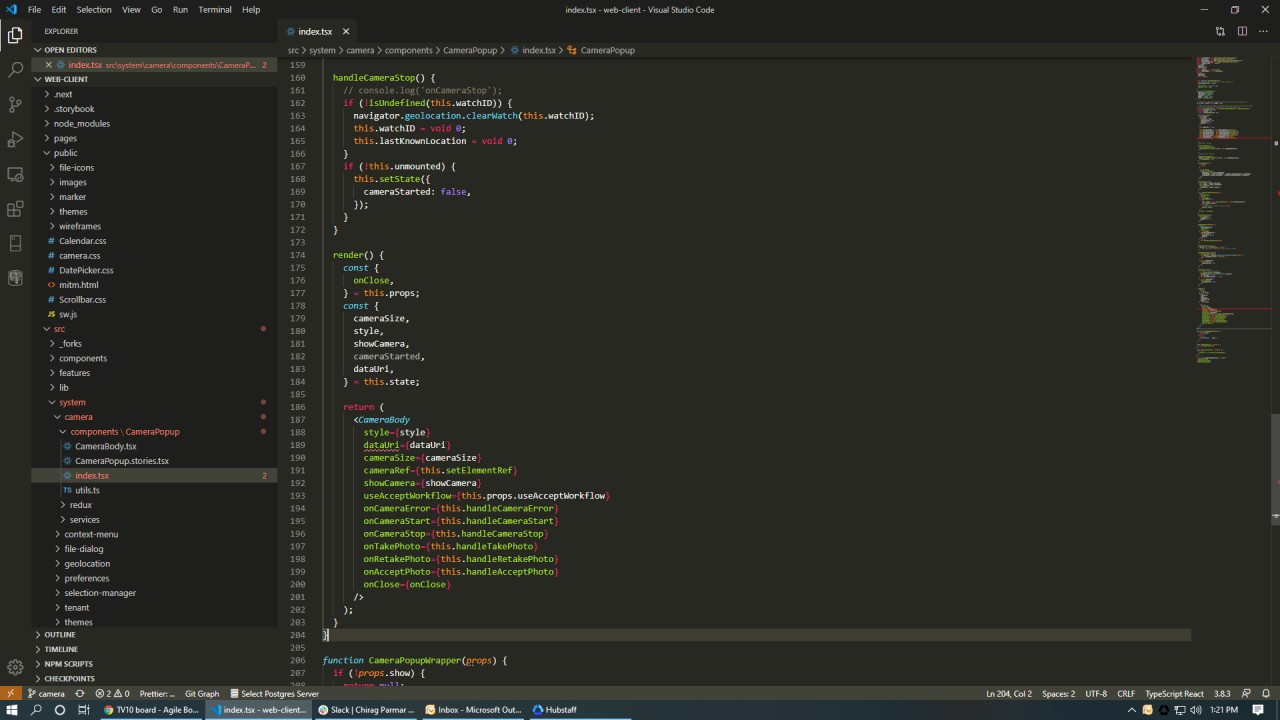 File Edit Selection View Go Run Terminal Help
index.tsx - web-client - Visual Studio Code
EXPLORER
OPEN EDITORS
index.tsx src\system\camera\components\CameraP... 2
WEB-CLIENT
.next
.storybook
node_modules
pages
public
file-icons
images
marker
themes
wireframes
# Calendar.css
# camera.css
# DatePicker.css
<> mitm.html
# Scrollbar.css
JS sw.js
src
_forks
components
features
lib
system
camera
components \ CameraPopup
CameraBody.tsx
CameraPopup.stories.tsx
index.tsx 2
TS utils.ts
redux
services
context-menu
file-dialog
geolocation
preferences
selection-manager
tenant
themes
OUTLINE
TIMELINE
NPM SCRIPTS
CHECKPOINTS
index.tsx
src > system > camera > components > CameraPopup > index.tsx > CameraPopup
159
160 handleCameraStop() {
161 // console.log('onCameraStop');
162 if (!isUndefined(this.watchID)) {
163 navigator.geolocation.clearWatch(this.watchID);
164 this.watchID = void 0;
165 this.lastKnownLocation = void 0;
166 }
167 if (!this.unmounted) {
168 this.setState({
169 cameraStarted: false,
170 });
171 }
172 }
173
174 render() {
175 const {
176 onClose,
177 } = this.props;
178 const {
179 cameraSize,
180 style,
181 showCamera,
182 cameraStarted,
183 dataUri,
184 } = this.state;
185
186 return (
187 <CameraBody
188 style={style}
189 dataUri={dataUri}
190 cameraSize={cameraSize}
191 cameraRef={this.setElementRef}
192 showCamera={showCamera}
193 useAcceptWorkflow={this.props.useAcceptWorkflow}
194 onCameraError={this.handleCameraError}
195 onCameraStart={this.handleCameraStart}
196 onCameraStop={this.handleCameraStop}
197 onTakePhoto={this.handleTakePhoto}
198 onRetakePhoto={this.handleRetakePhoto}
199 onAcceptPhoto={this.handleAcceptPhoto}
200 onClose={onClose}
201 />
202 );
203 }
204 }
205
206 function CameraPopupWrapper(props) {
207 if (!props.show) {
208 return null;
camera 2 0 Prettier: ... Git Graph Select Postgres Server
Ln 204, Col 2 Spaces: 2 UTF-8 CRLF TypeScript React 3.8.3
TV10 board - Agile Bo... index.tsx - web-client... Slack | Chirag Parmar ... Inbox - Microsoft Out... Hubstaff
1:21 PM